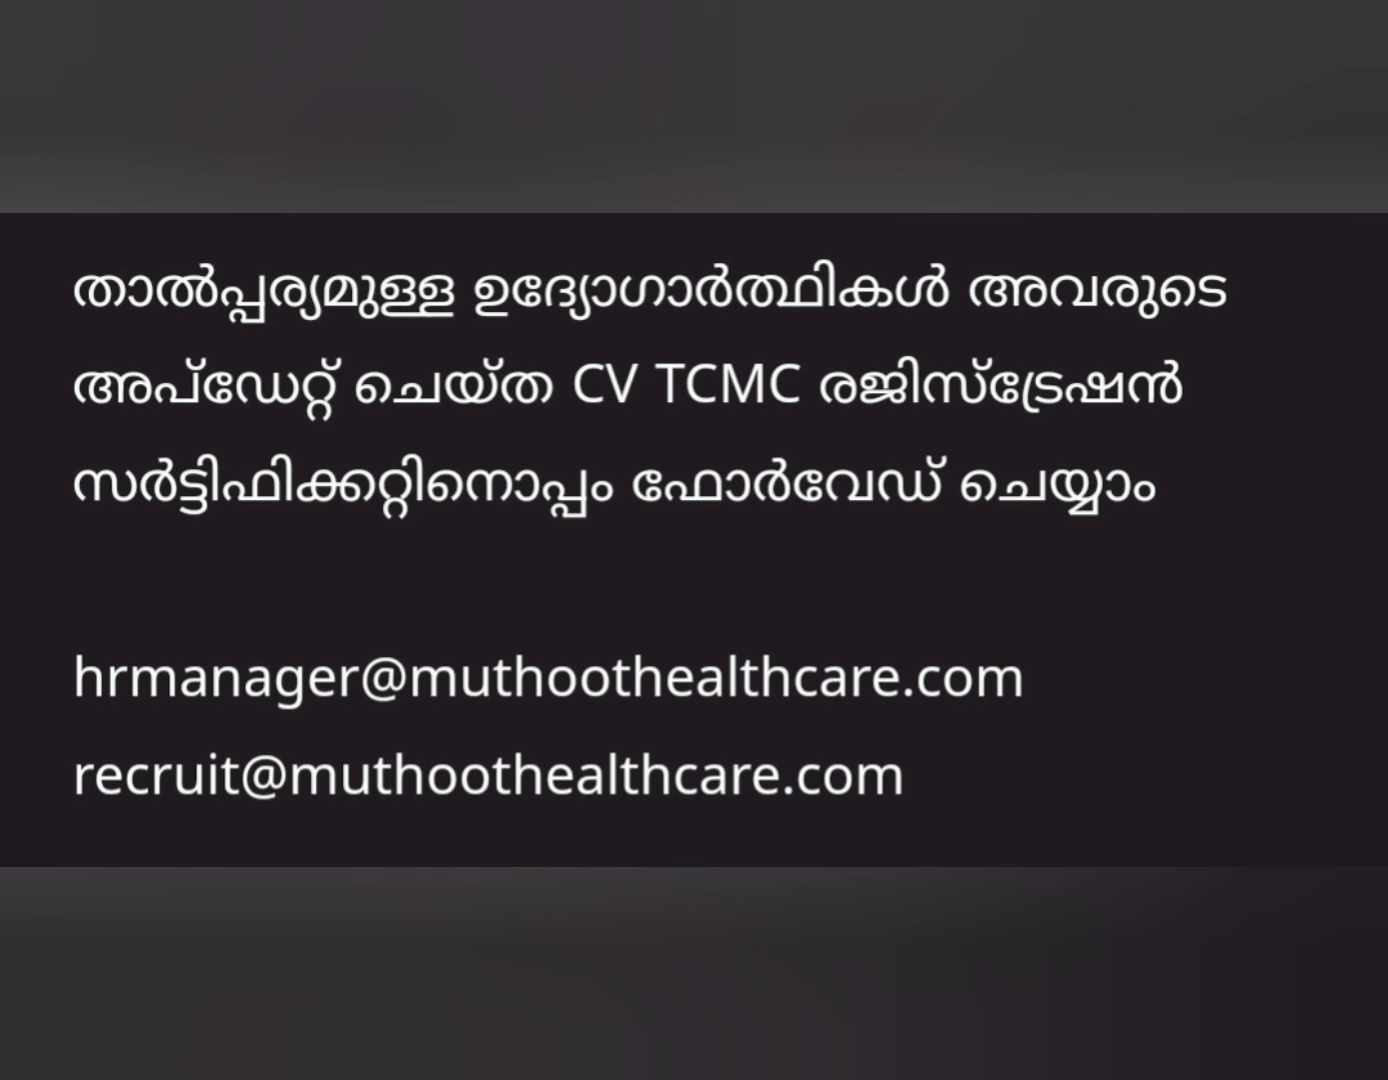 താൽപ്പര്യമുള്ള ഉദ്യോഗാർത്ഥികൾ അവരുടെ
അപ്ഡേറ്റ് ചെയ്ത CV TCMC രജിസ്ട്രേഷൻ
സർട്ടിഫിക്കറ്റിനൊപ്പം ഫോർവേഡ് ചെയ്യാം
hrmanager@muthoothealthcare.com
recruit@muthoothealthcare.com